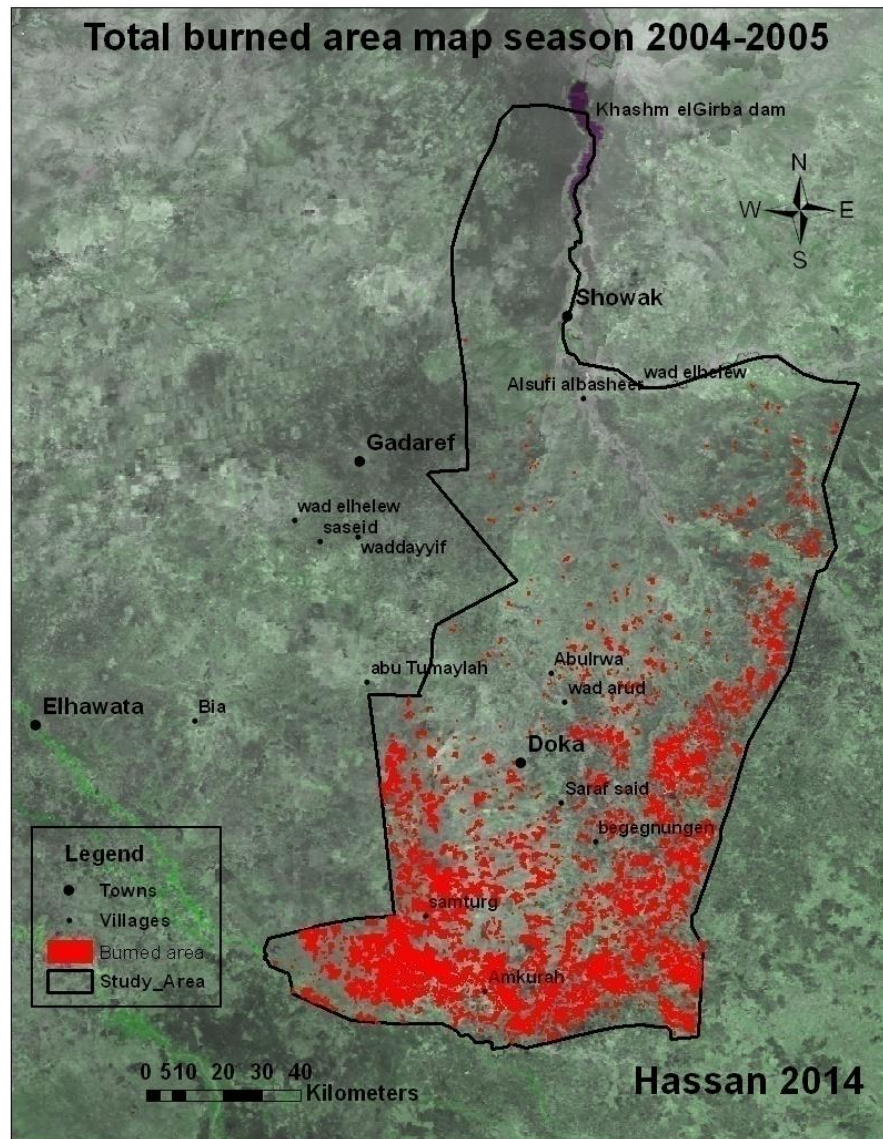 Total burned area map season 2004-2005
Khashm elGirba dam
N
W E
S
Showak
wad elhelew
Alsufi albasheer
Gadaref
wad elhelew
saseid
waddayyif
Abulrwa
abu Tumaylah
wad arud
Elhawata
Bia
Doka
Saraf said
begegnungen
Legend
Towns
Villages
Burned area
Study_Area
samturg
Amkurah
0 5 10 20 30 40
Kilometers
Hassan 2014